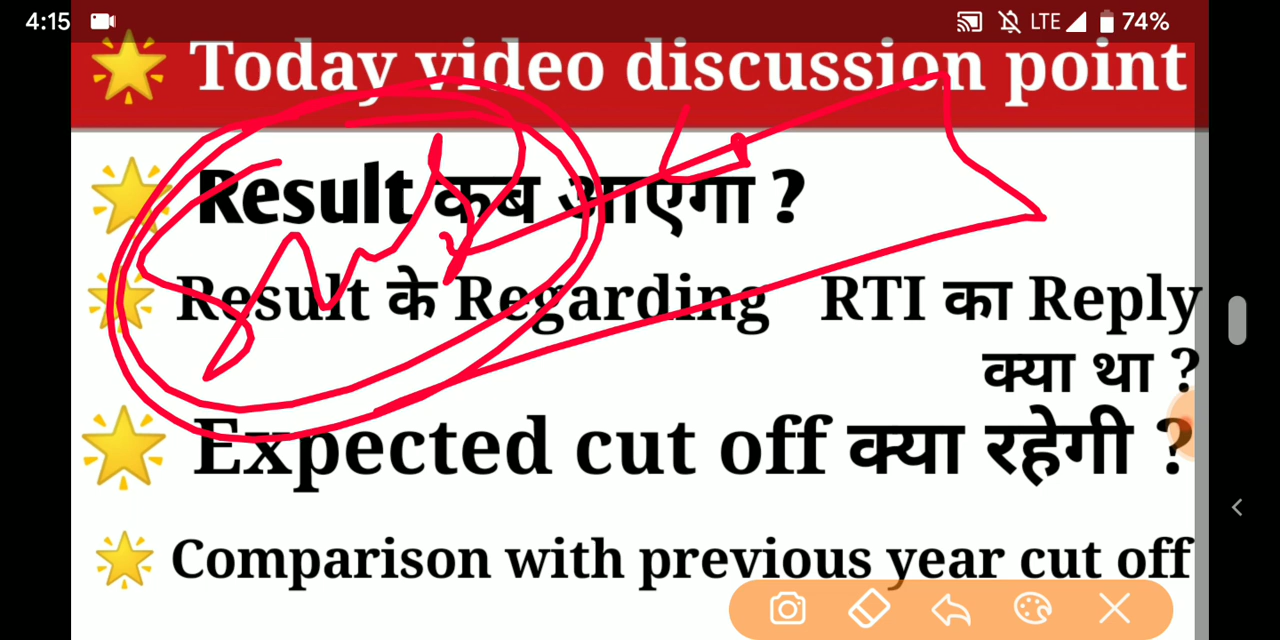 4:15 LTE 74%
Today video discussion point
Result कब आएगा ?
Result के Regarding RTI का Reply
क्या था ?
Expected cut off क्या रहेगी ?
Comparison with previous year cut off